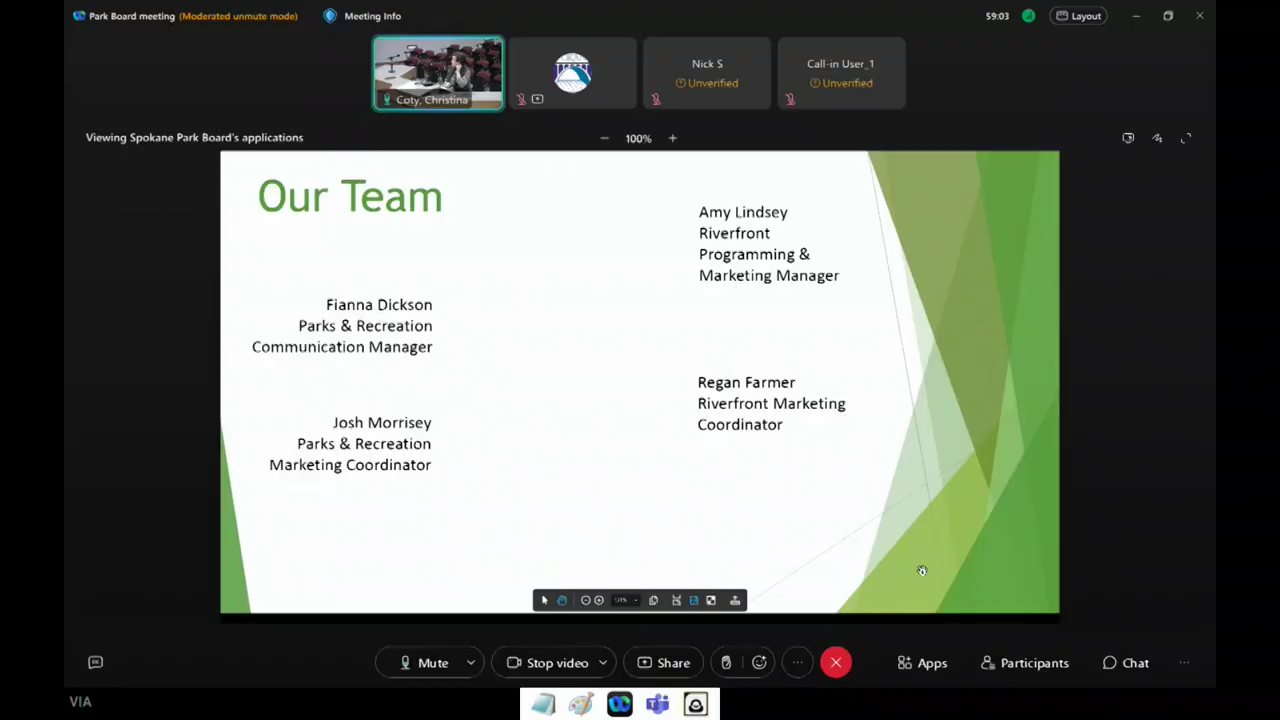 Park Board meeting (Moderated unmute mode)
Meeting Info
59:03
Layout
Coty, Christina
Nick S
Unverified
Call-in User_1
Unverified
Viewing Spokane Park Board's applications
100%
Our Team
Amy Lindsey
Riverfront
Programming &
Marketing Manager
Fianna Dickson
Parks & Recreation
Communication Manager
Regan Farmer
Riverfront Marketing
Coordinator
Josh Morrisey
Parks & Recreation
Marketing Coordinator
Mute
Stop video
Share
Apps
Participants
Chat
VIA